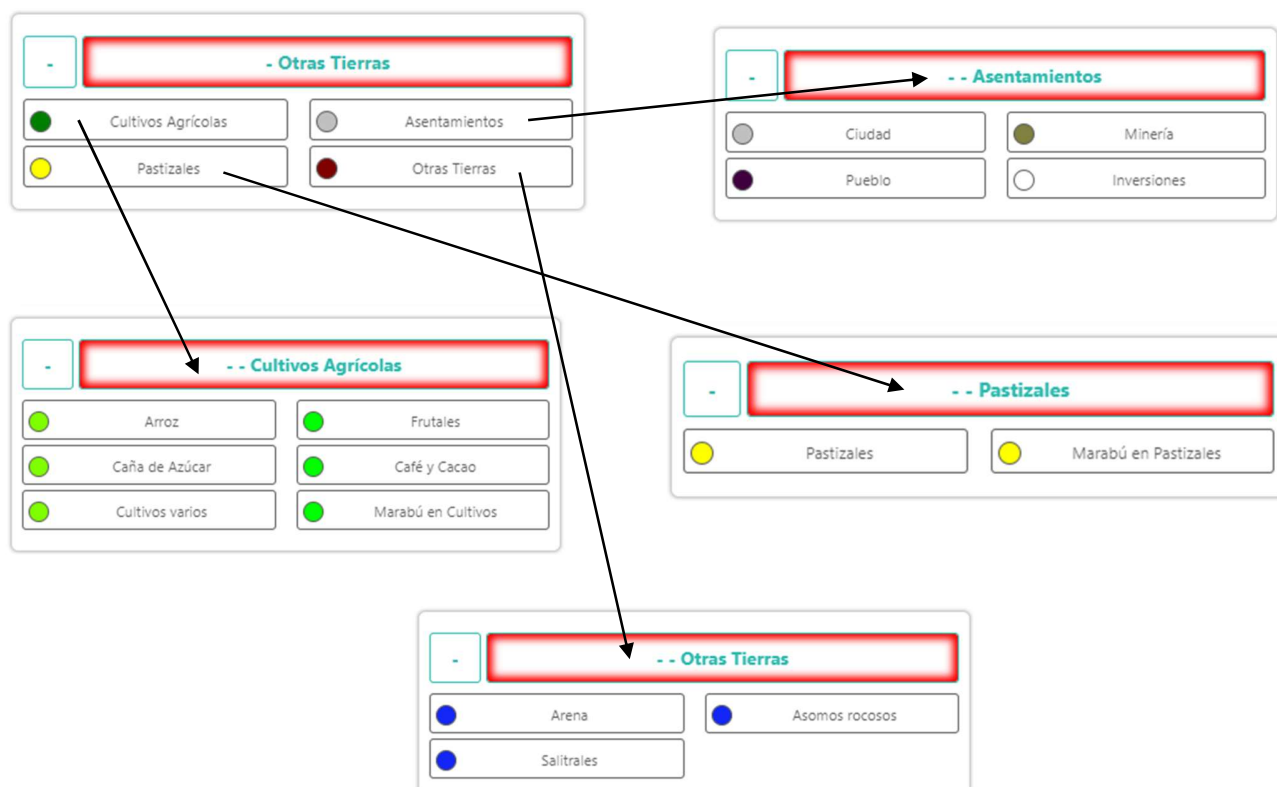 -
- Otras Tierras
Cultivos Agrícolas
Asentamientos
Pastizales
Otras Tierras
-
- - Asentamientos
Ciudad
Minería
Pueblo
Inversiones
-
- - Cultivos Agrícolas
Arroz
Frutales
Caña de Azúcar
Café y Cacao
Cultivos varios
Marabú en Cultivos
-
- - Pastizales
Pastizales
Marabú en Pastizales
-
- - Otras Tierras
Arena
Asomos rocosos
Salitrales